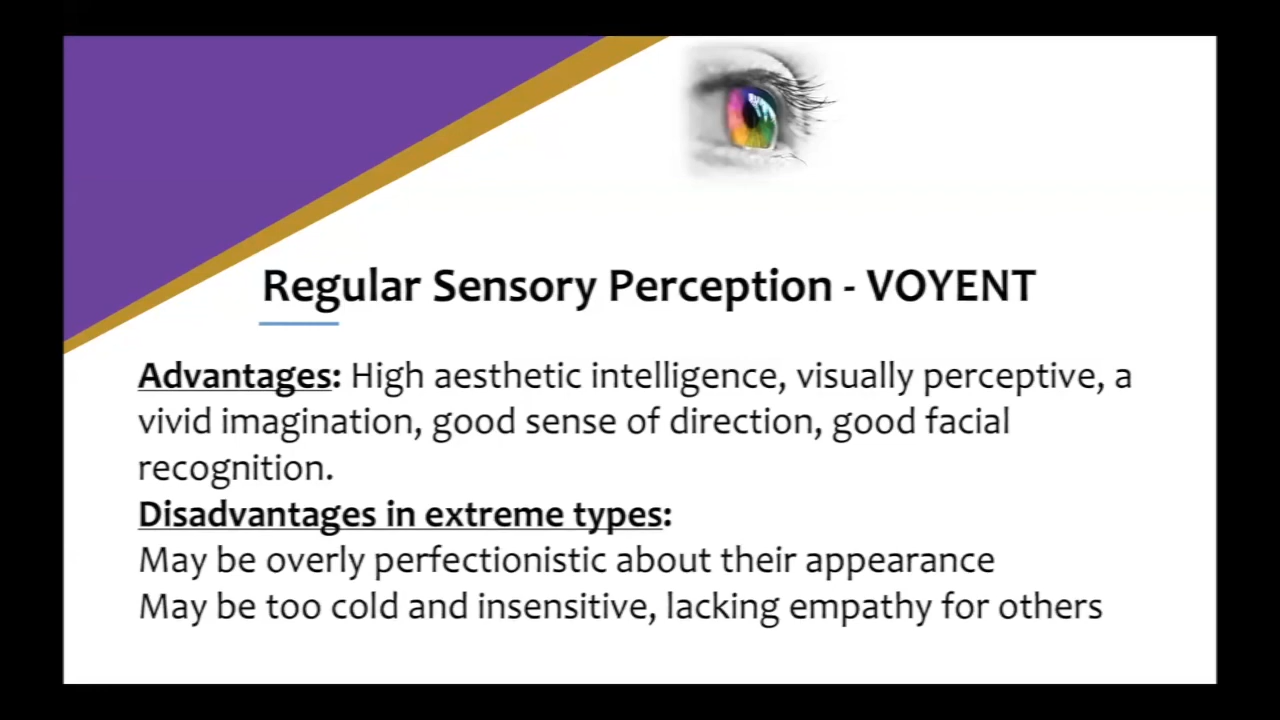 Regular Sensory Perception - VOYENT
Advantages: High aesthetic intelligence, visually perceptive, a
vivid imagination, good sense of direction, good facial
recognition.
Disadvantages in extreme types:
May be overly perfectionistic about their appearance
May be too cold and insensitive, lacking empathy for others